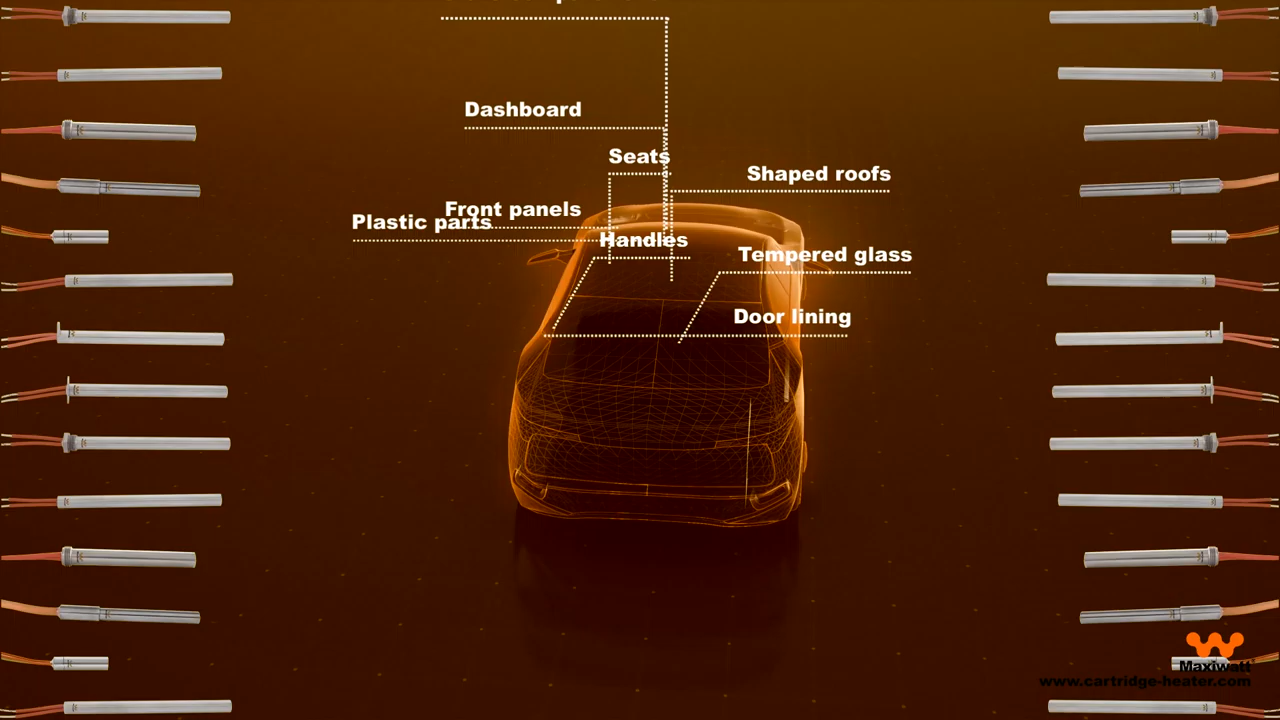 Dashboard
Seats
Shaped roofs
Front panels
Plastic parts
Handles
Tempered glass
Door lining
Maxiwatt
www.cartridge-heater.com